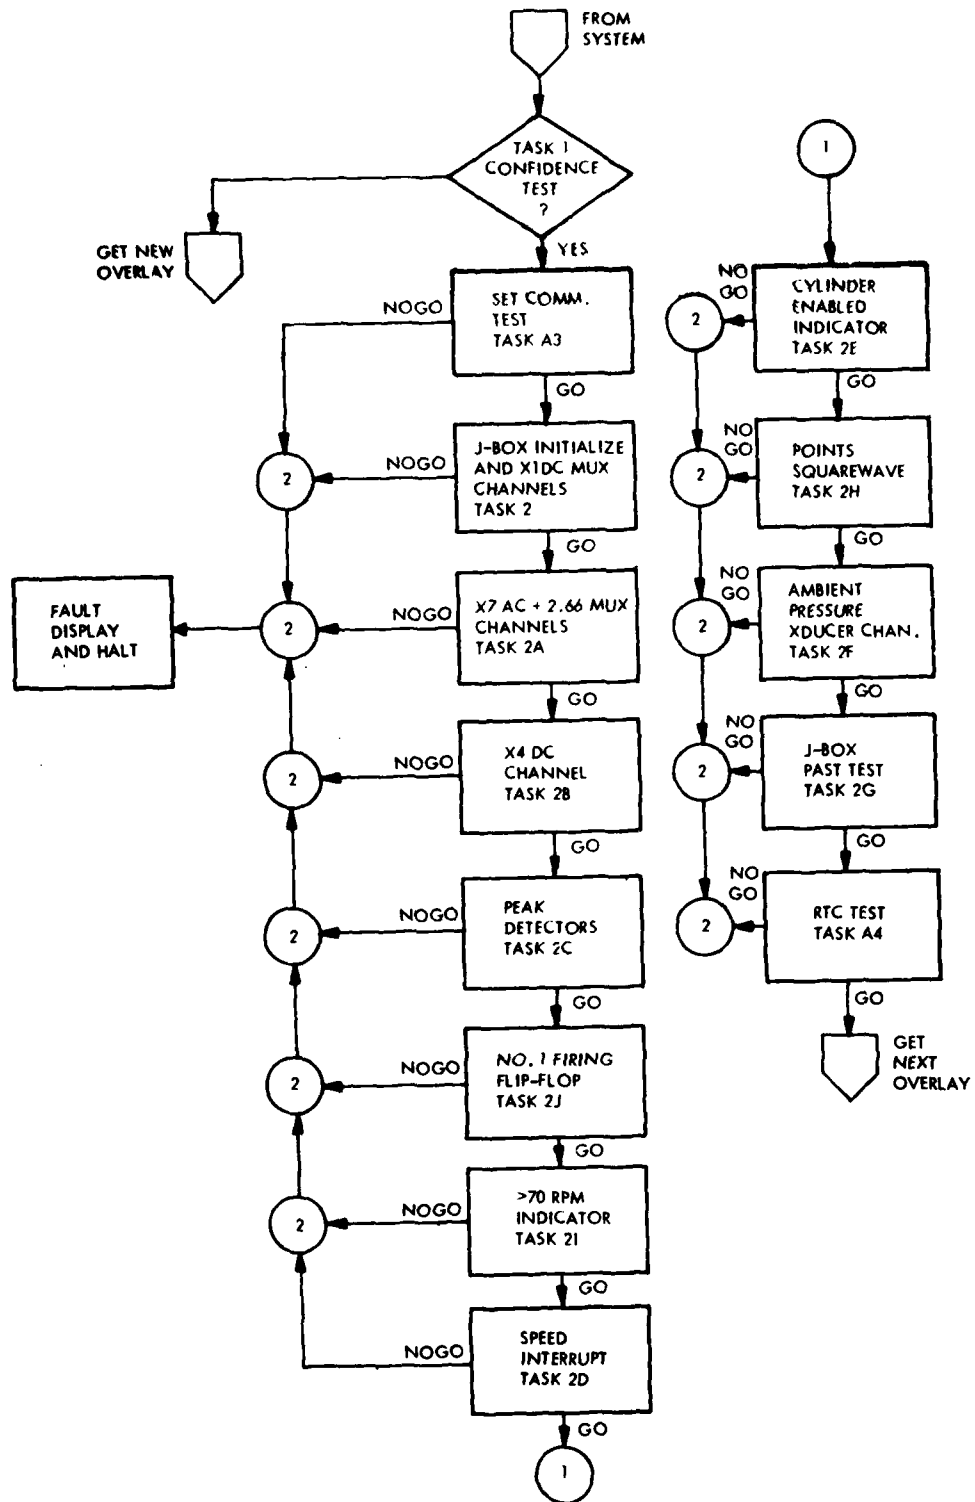 FROM
SYSTEM
TASK 1
CONFIDENCE
TEST
?
GET NEW
OVERLAY
YES
SET COMM.
TEST
TASK A3
NOGO
GO
J-BOX INITIALIZE
AND X1DC MUX
CHANNELS
TASK 2
NOGO
2
GO
X7 AC + 2.66 MUX
CHANNELS
TASK 2A
NOGO
2
FAULT
DISPLAY
AND HALT
GO
X4 DC
CHANNEL
TASK 2B
NOGO
2
GO
PEAK
DETECTORS
TASK 2C
NOGO
2
GO
NO. 1 FIRING
FLIP-FLOP
TASK 2J
NOGO
2
GO
>70 RPM
INDICATOR
TASK 2I
NOGO
2
GO
SPEED
INTERRUPT
TASK 2D
NOGO
GO
1
1
NO
GO
2
CYLINDER
ENABLED
INDICATOR
TASK 2E
GO
NO
GO
2
POINTS
SQUAREWAVE
TASK 2H
GO
NO
GO
2
AMBIENT
PRESSURE
XDUCER CHAN.
TASK 2F
GO
NO
GO
2
J-BOX
PAST TEST
TASK 2G
GO
NO
GO
2
RTC TEST
TASK A4
GO
GET
NEXT
OVERLAY